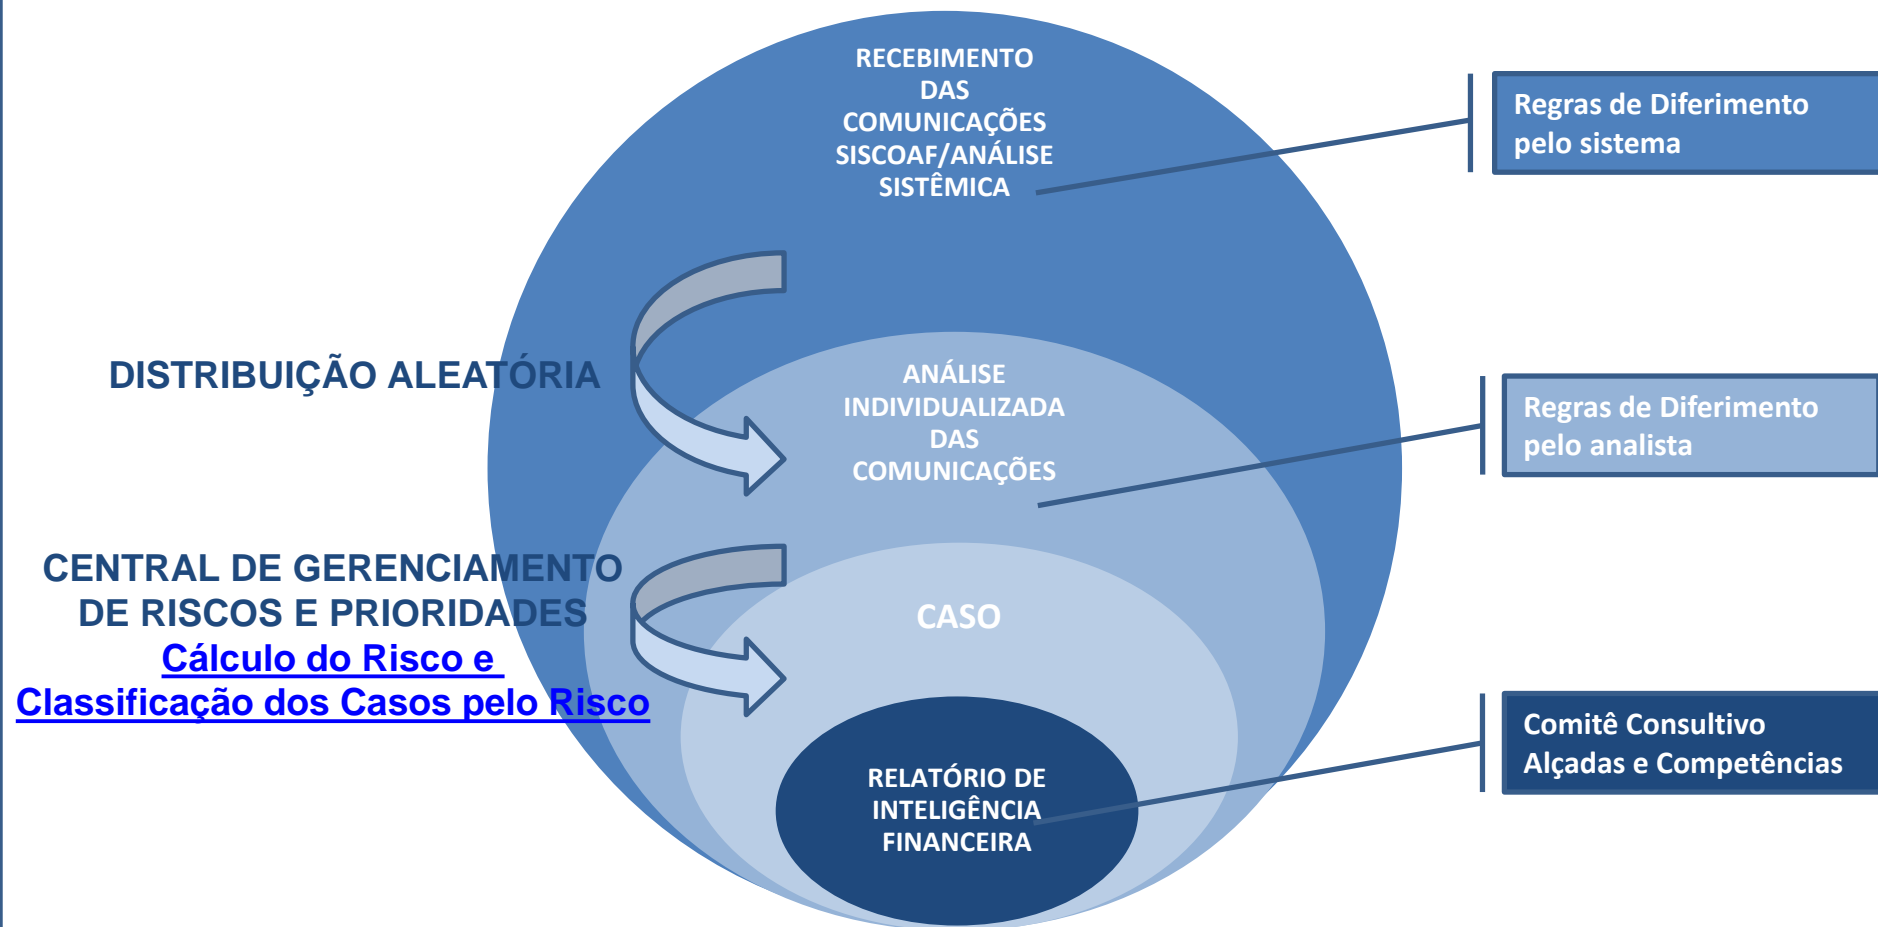 RECEBIMENTO
DAS
COMUNICAÇÕES
SISCOAF/ANÁLISE
SISTÊMICA
Regras de Diferimento
pelo sistema
DISTRIBUIÇÃO ALEATÓRIA
ANÁLISE
INDIVIDUALIZADA
DAS
COMUNICAÇÕES
Regras de Diferimento
pelo analista
CENTRAL DE GERENCIAMENTO
DE RISCOS E PRIORIDADES
Cálculo do Risco e
Classificação dos Casos pelo Risco
CASO
RELATÓRIO DE
INTELIGÊNCIA
FINANCEIRA
Comitê Consultivo
Alçadas e Competências